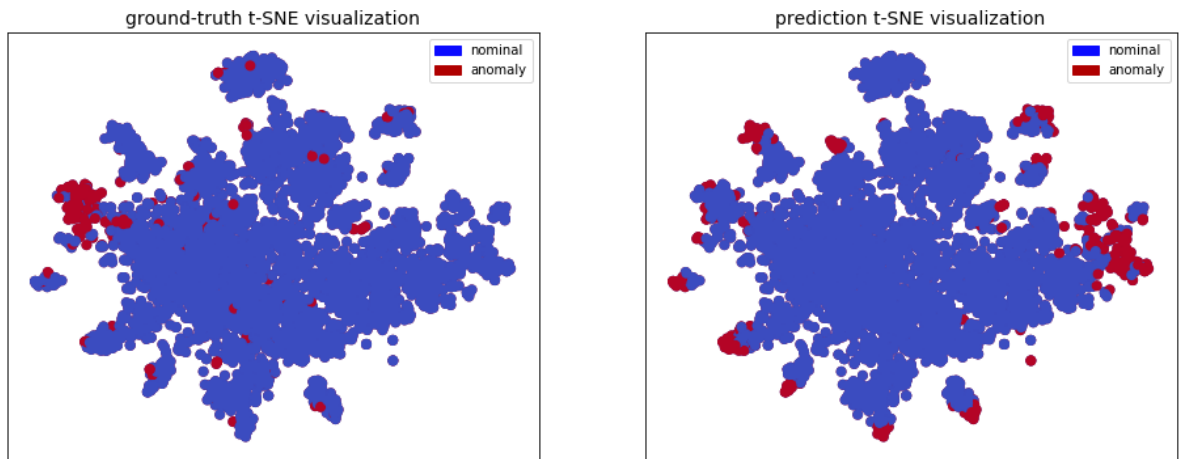 ground-truth t-SNE visualization
nominal
anomaly
prediction t-SNE visualization
nominal
anomaly